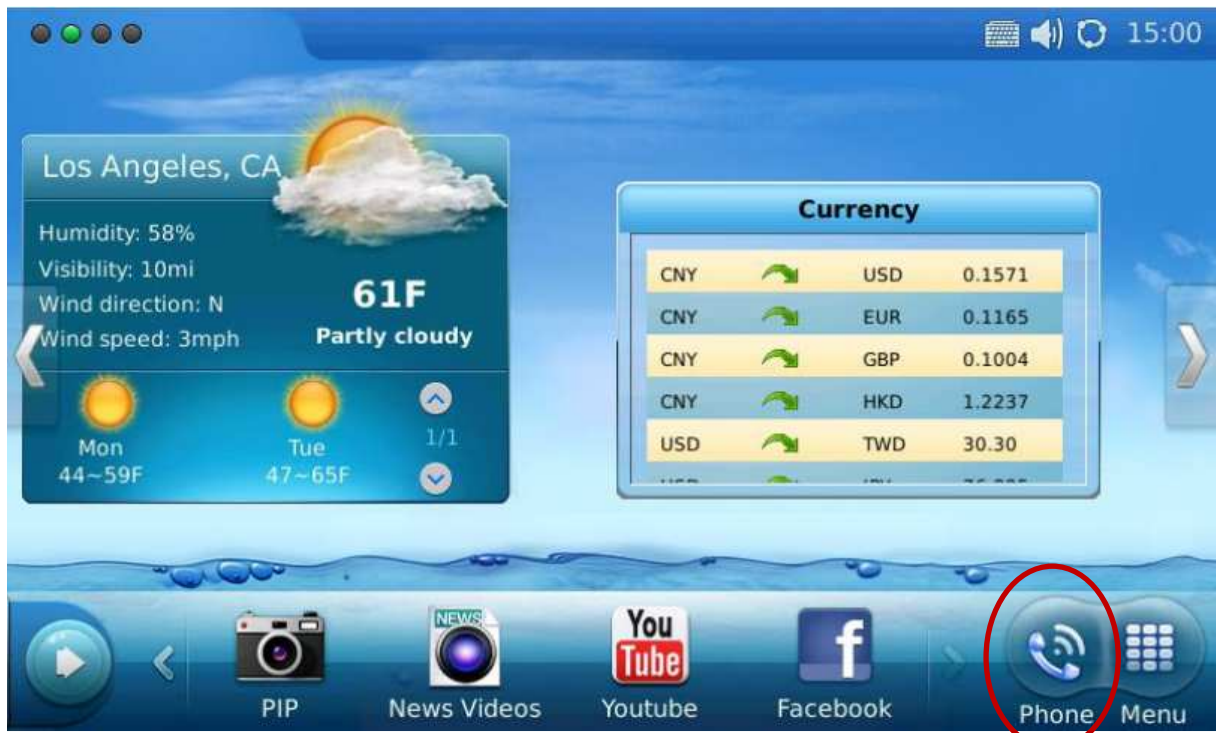 15:00
Los Angeles, CA
Humidity: 58%
Visibility: 10mi
Wind direction: N
Wind speed: 3mph
61F
Partly cloudy
Mon
44~59F
Tue
47~65F
1/1
Currency
CNY USD 0.1571
CNY EUR 0.1165
CNY GBP 0.1004
CNY HKD 1.2237
USD TWD 30.30
NEWS
You
Tube
f
PIP
News Videos
Youtube
Facebook
Phone
Menu